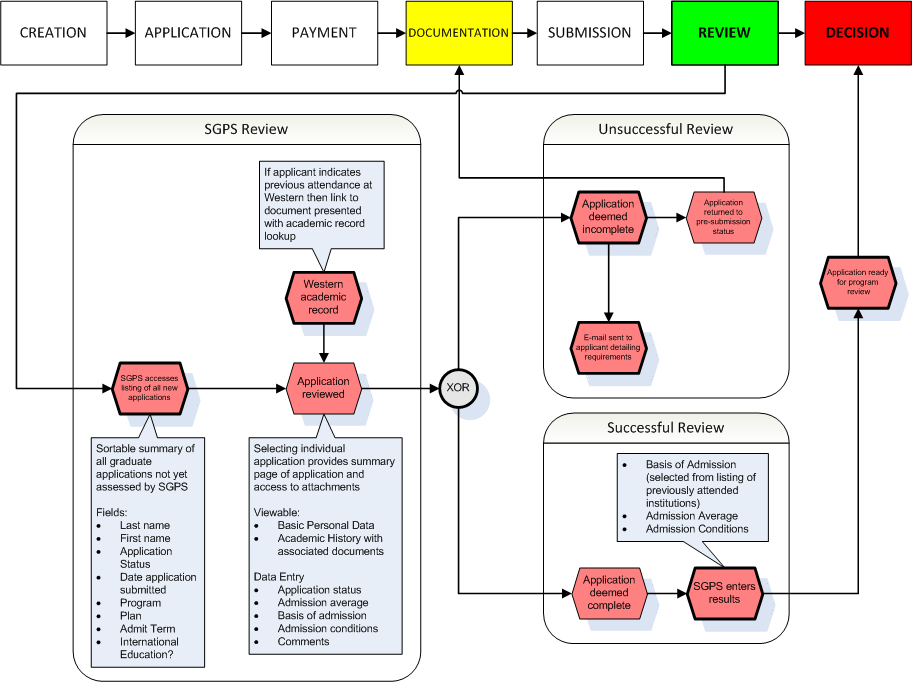 CREATION
APPLICATION
PAYMENT
DOCUMENTATION
SUBMISSION
REVIEW
DECISION
SGPS Review
If applicant indicates
previous attendance at
Western then link to
document presented
with academic record
lookup
Western
academic
record
SGPS accesses
listing of all new
applications
Application
reviewed
XOR
Sortable summary of
all graduate
applications not yet
assessed by SGPS
Fields:
• Last name
• First name
• Application
Status
• Date application
submitted
• Program
• Plan
• Admit Term
• International
Education?
Selecting individual
application provides summary
page of application and
access to attachments
Viewable:
• Basic Personal Data
• Academic History with
associated documents
Data Entry
• Application status
• Admission average
• Basis of admission
• Admission conditions
• Comments
Unsuccessful Review
Application
deemed
incomplete
Application
returned to
pre-submission
status
E-mail sent to
applicant detailing
requirements
Application ready
for program
review
Successful Review
• Basis of Admission
(selected from listing of
previously attended
institutions)
• Admission Average
• Admission Conditions
Application
deemed
complete
SGPS enters
results